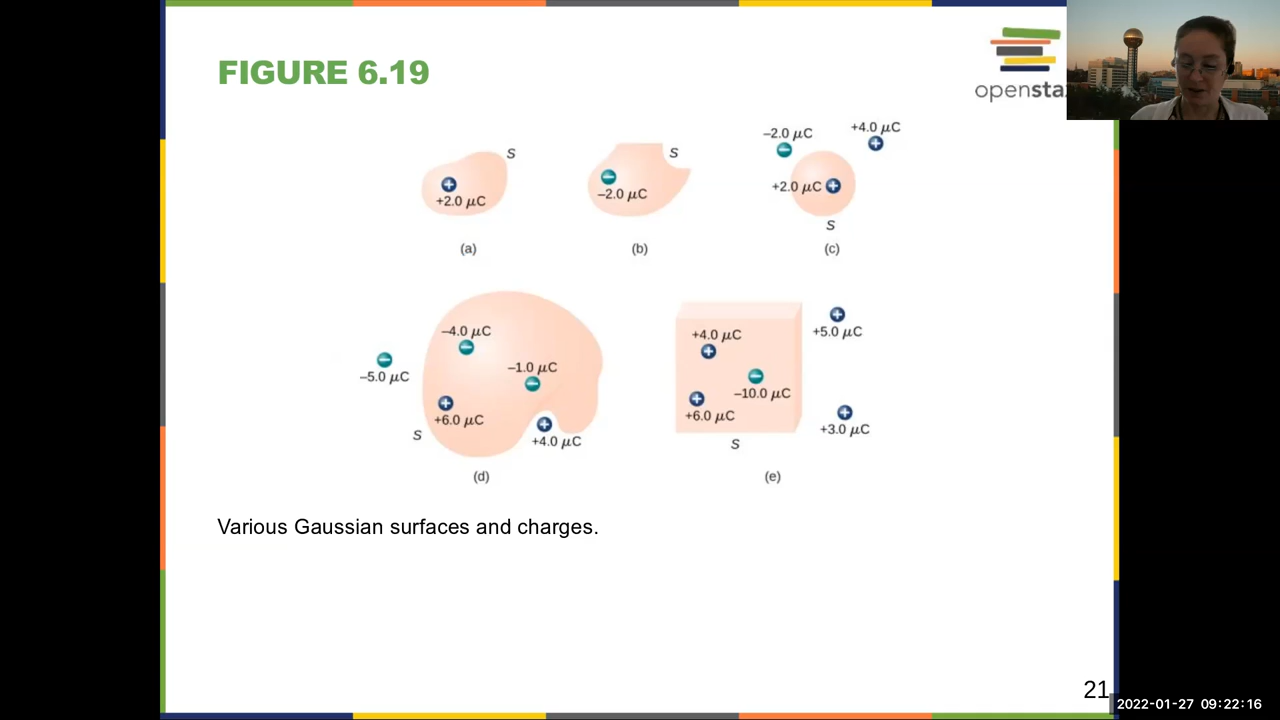 FIGURE 6.19
opensta
S
+2.0 μC
(a)
S
–2.0 μC
(b)
–2.0 μC
+4.0 μC
+2.0 μC
S
(c)
–4.0 μC
–1.0 μC
–5.0 μC
+6.0 μC
+4.0 μC
S
(d)
+4.0 μC
–10.0 μC
+6.0 μC
+5.0 μC
+3.0 μC
S
(e)
Various Gaussian surfaces and charges.
21
2022-01-27 09:22:16